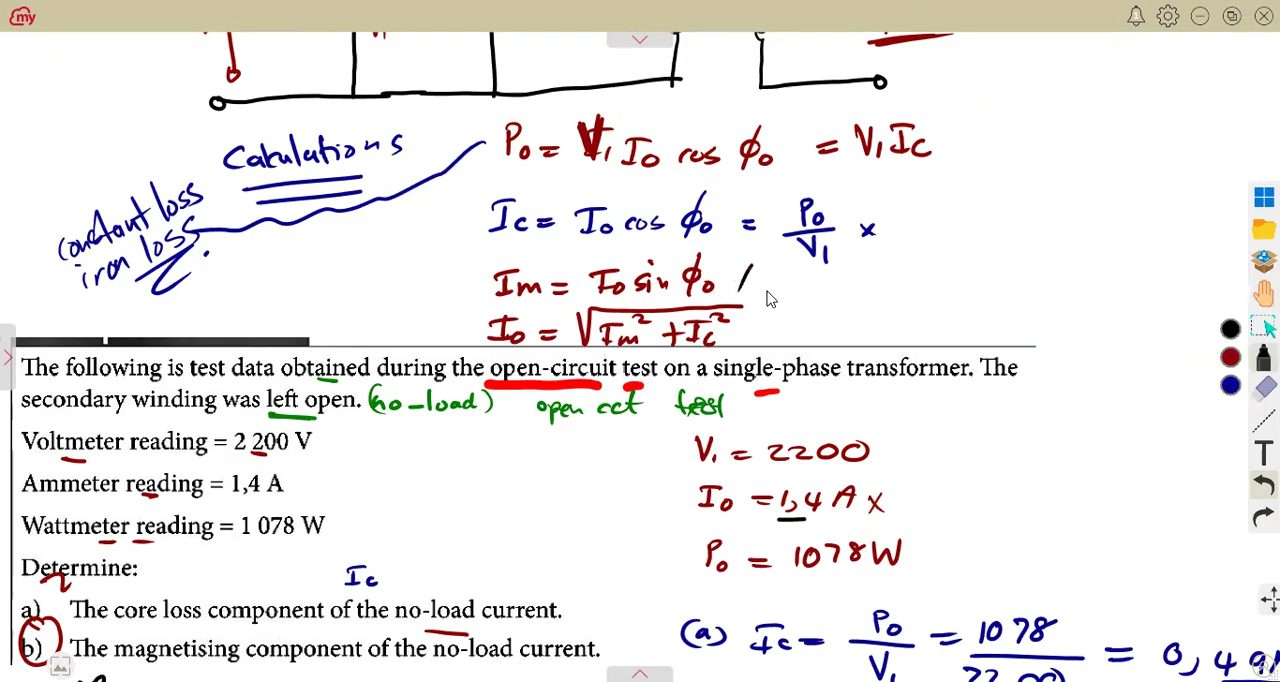 my
V1
P₀ = V₁ I₀ cos ϕ₀ = V₁ Ic
Calculations
constant loss
iron loss.
Ic = I₀ cos ϕ₀ = P₀/V₁ ×
Im = I₀ sin ϕ₀ /
I₀ = √(Im² + Ic²)
The following is test data obtained during the open-circuit test on a single-phase transformer. The
secondary winding was left open. (no-load) open cct test
Voltmeter reading = 2 200 V
V₁ = 2200
Ammeter reading = 1,4 A
I₀ = 1,4 A ×
Wattmeter reading = 1 078 W
P₀ = 1078 W
Determine:
Ic
a) The core loss component of the no-load current.
(a) Ic = P₀/V₁ = 1078/2200 = 0,49
b) The magnetising component of the no-load current.
T